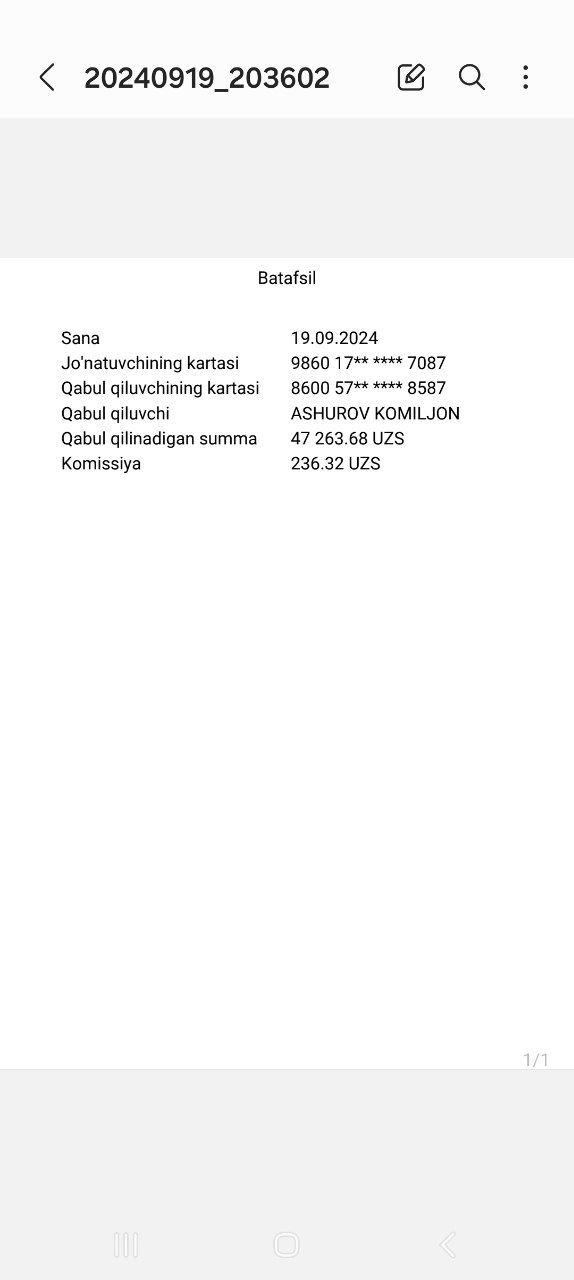 20240919_203602
Batafsil
Sana 19.09.2024
Jo'natuvchining kartasi 9860 17** **** 7087
Qabul qiluvchining kartasi 8600 57** **** 8587
Qabul qiluvchi ASHUROV KOMILJON
Qabul qilinadigan summa 47 263.68 UZS
Komissiya 236.32 UZS
1/1